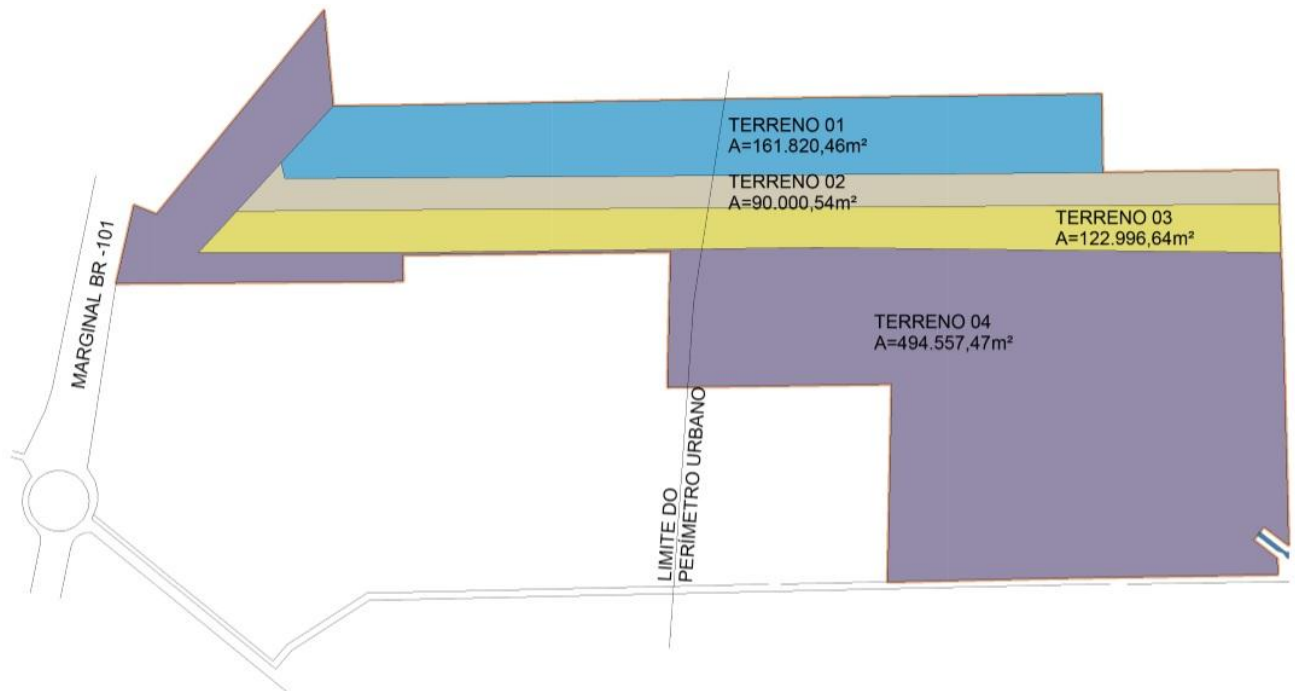 TERRENO 01
A=161.820,46m²
TERRENO 02
A=90.000,54m²
TERRENO 03
A=122.996,64m²
TERRENO 04
A=494.557,47m²
MARGINAL BR -101
LIMITE DO
PERÍMETRO URBANO